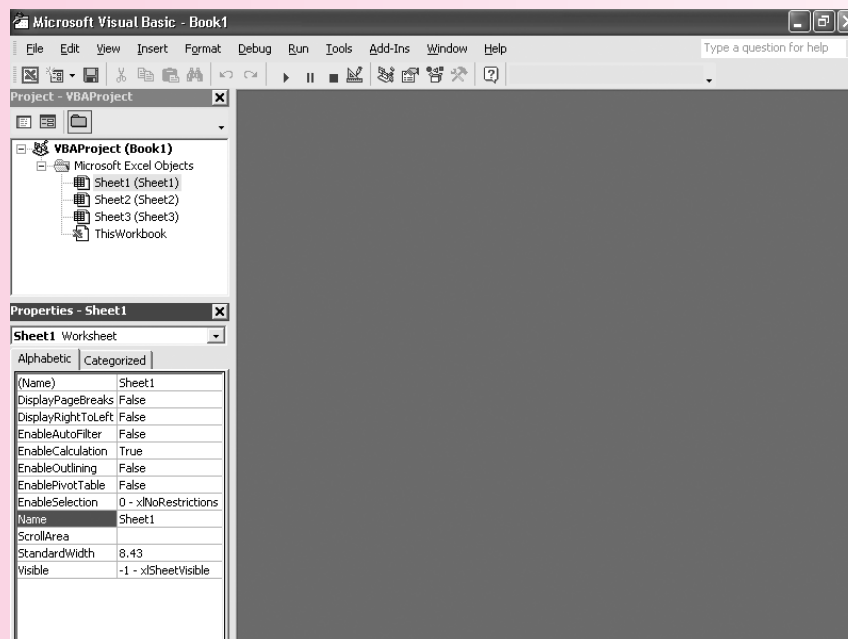 Microsoft Visual Basic - Book1
File Edit View Insert Format Debug Run Tools Add-Ins Window Help Type a question for help
Project - VBAProject
VBAProject (Book1)
Microsoft Excel Objects
Sheet1 (Sheet1)
Sheet2 (Sheet2)
Sheet3 (Sheet3)
ThisWorkbook
Properties - Sheet1
Sheet1 Worksheet
Alphabetic Categorized
(Name) Sheet1
DisplayPageBreaks False
DisplayRightToLeft False
EnableAutoFilter False
EnableCalculation True
EnableOutlining False
EnablePivotTable False
EnableSelection 0 - xlNoRestrictions
Name Sheet1
ScrollArea
StandardWidth 8.43
Visible -1 - xlSheetVisible